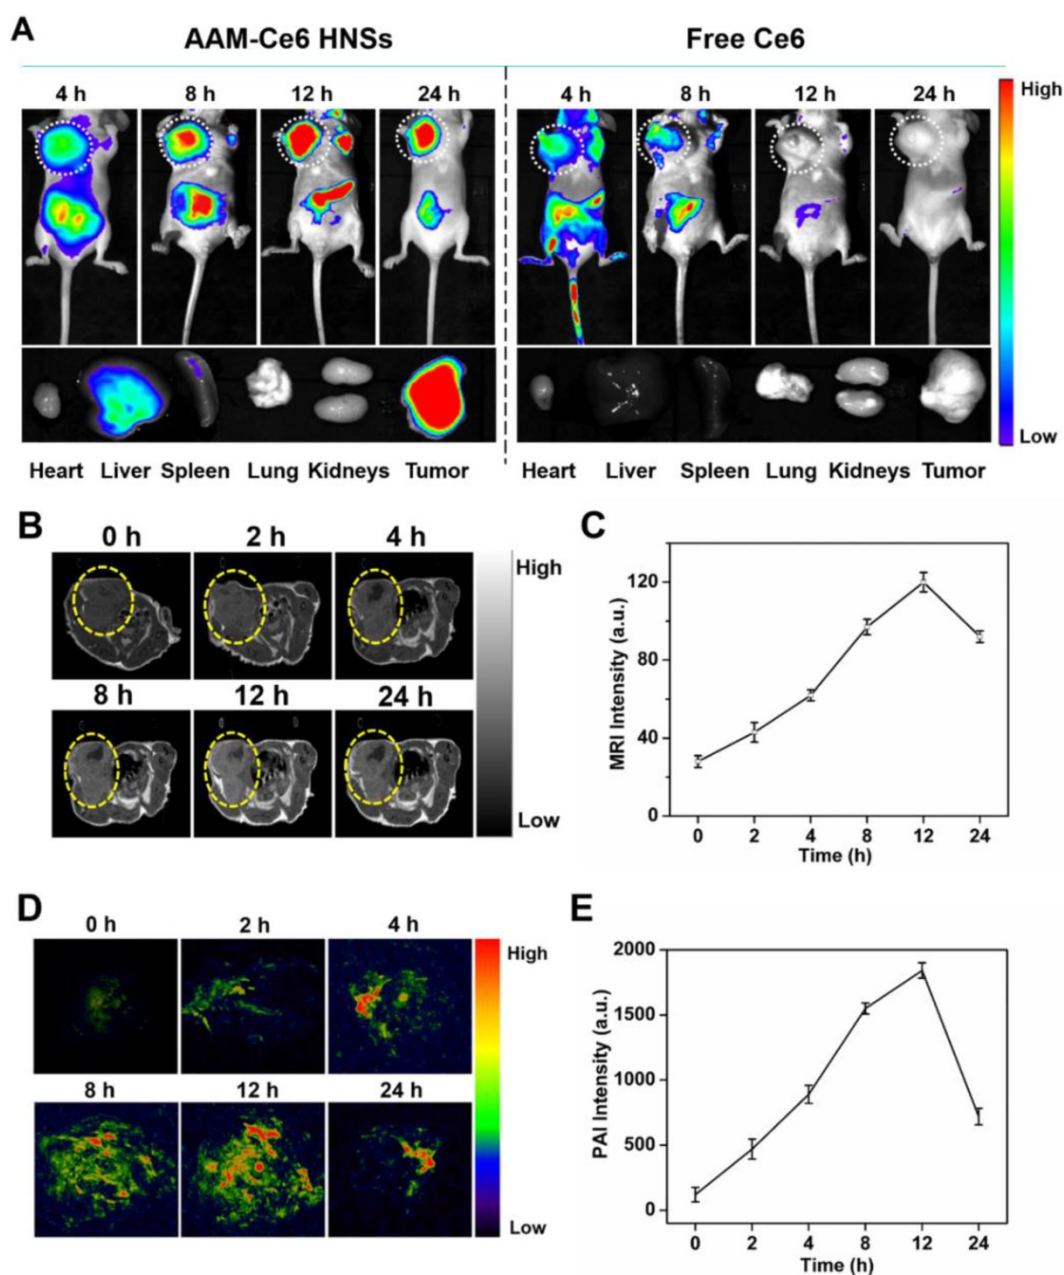 A
AAM-Ce6 HNSs
Free Ce6
4 h 8 h 12 h 24 h 4 h 8 h 12 h 24 h
High
Low
Heart Liver Spleen Lung Kidneys Tumor Heart Liver Spleen Lung Kidneys Tumor
B
0 h 2 h 4 h
High
8 h 12 h 24 h
Low
C
MRI Intensity (a.u.)
120
80
40
0
0 2 4 8 12 24
Time (h)
D
0 h 2 h 4 h
High
8 h 12 h 24 h
Low
E
PAI Intensity (a.u.)
2000
1500
1000
500
0
0 2 4 8 12 24
Time (h)